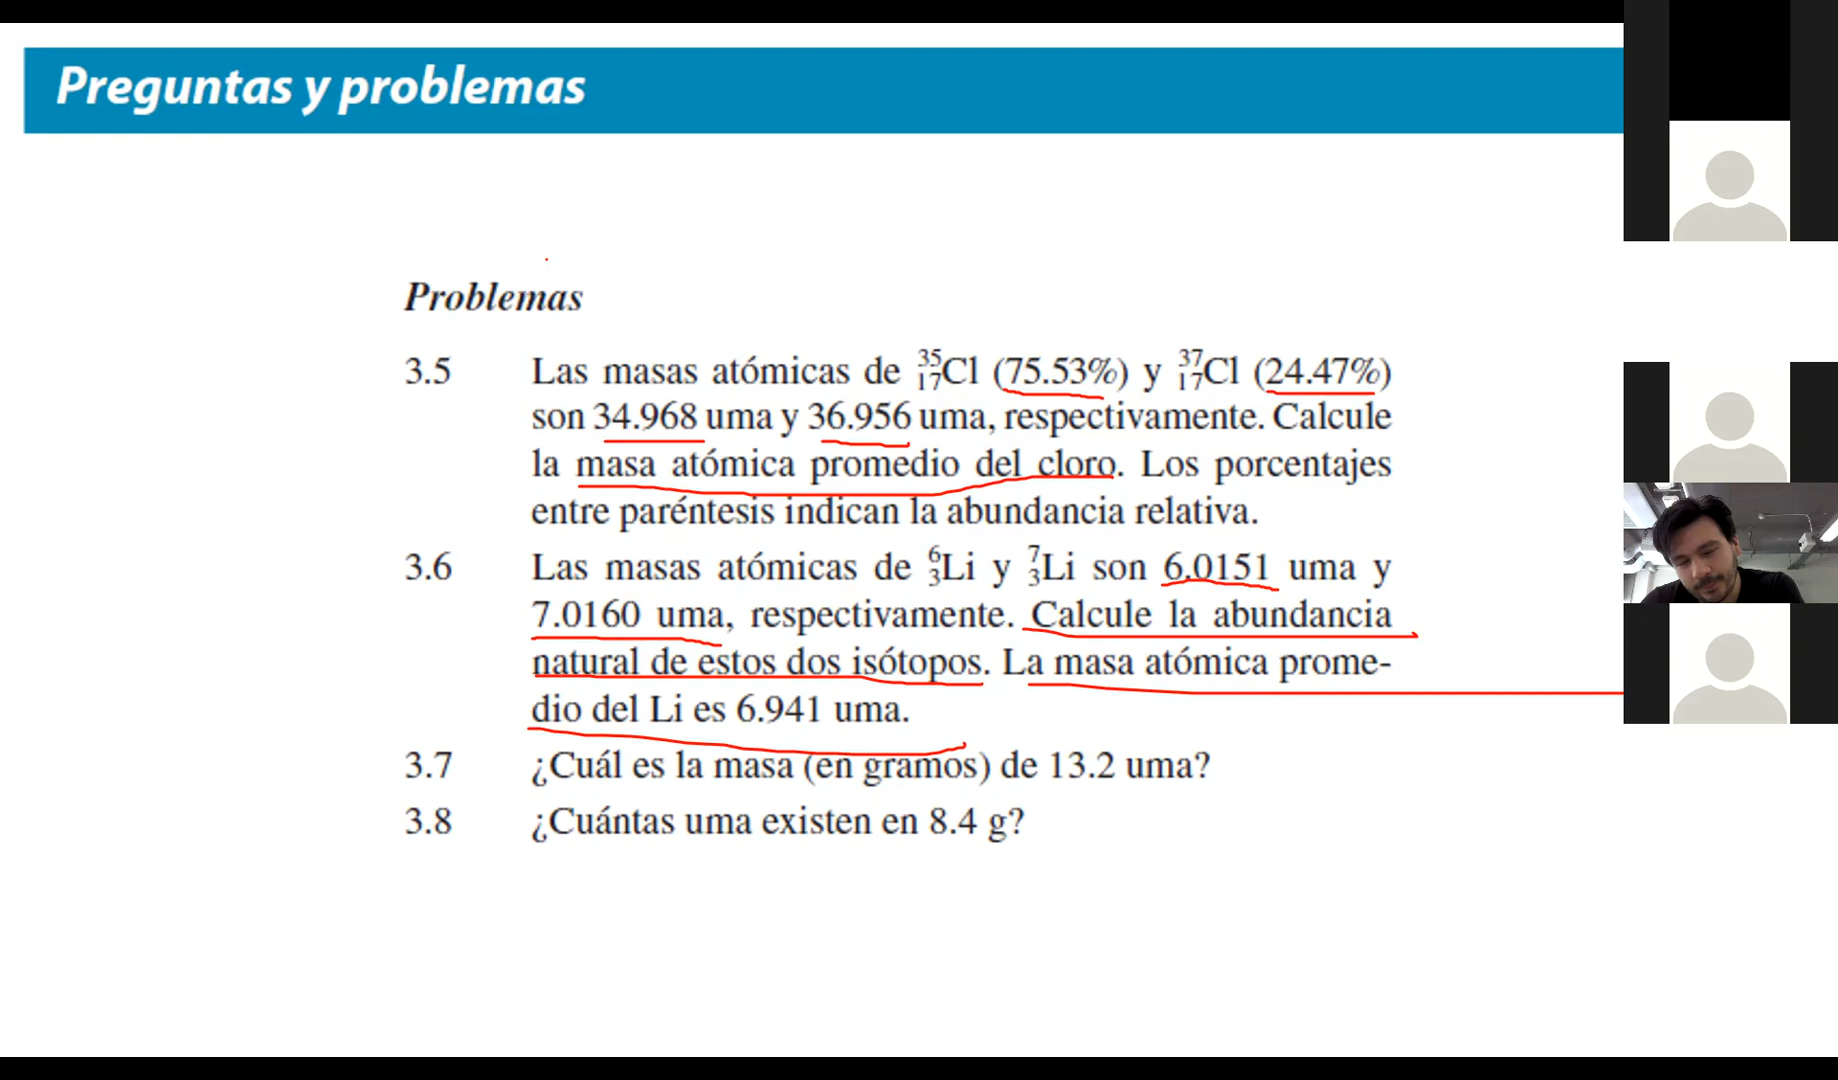 Preguntas y problemas
Problemas
3.5 Las masas atómicas de ³⁵₁₇Cl (75.53%) y ³⁷₁₇Cl (24.47%)
son 34.968 uma y 36.956 uma, respectivamente. Calcule
la masa atómica promedio del cloro. Los porcentajes
entre paréntesis indican la abundancia relativa.
3.6 Las masas atómicas de ⁶₃Li y ⁷₃Li son 6.0151 uma y
7.0160 uma, respectivamente. Calcule la abundancia
natural de estos dos isótopos. La masa atómica prome-
dio del Li es 6.941 uma.
3.7 ¿Cuál es la masa (en gramos) de 13.2 uma?
3.8 ¿Cuántas uma existen en 8.4 g?